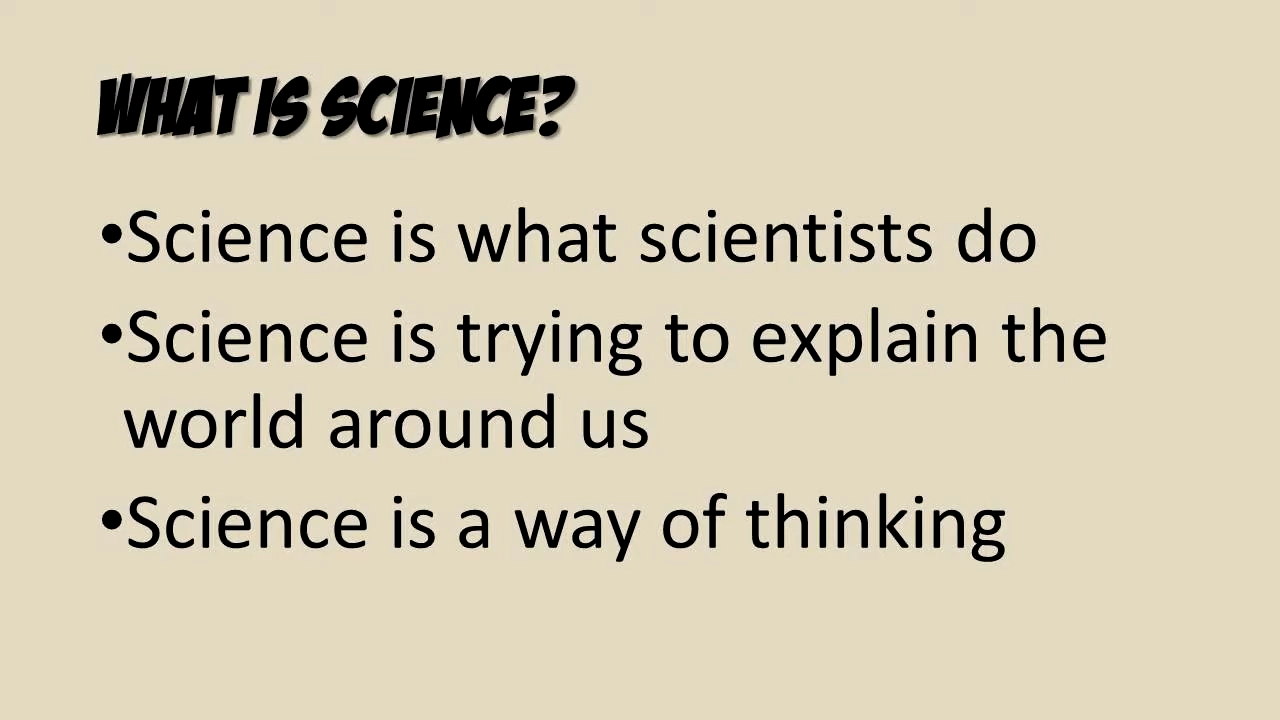 WHAT IS SCIENCE?
•Science is what scientists do
•Science is trying to explain the
world around us
•Science is a way of thinking